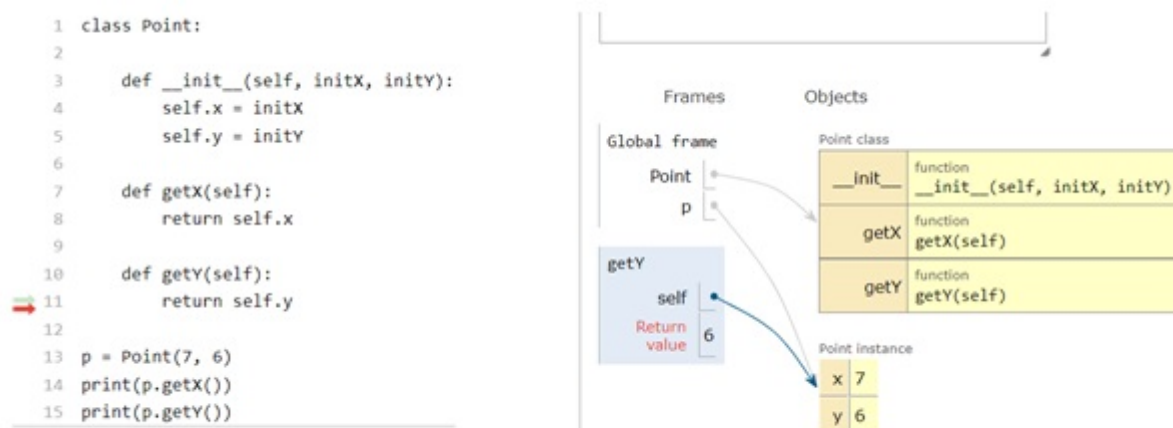 1 class Point:
2
3     def __init__(self, initX, initY):
4         self.x = initX
5         self.y = initY
6
7     def getX(self):
8         return self.x
9
10     def getY(self):
11         return self.y
12
13 p = Point(7, 6)
14 print(p.getX())
15 print(p.getY())
Frames Objects
Global frame
Point
p
getY
self
Return
value 6
Point class
__init__ function
__init__(self, initX, initY)
getX function
getX(self)
getY function
getY(self)
Point instance
x 7
y 6